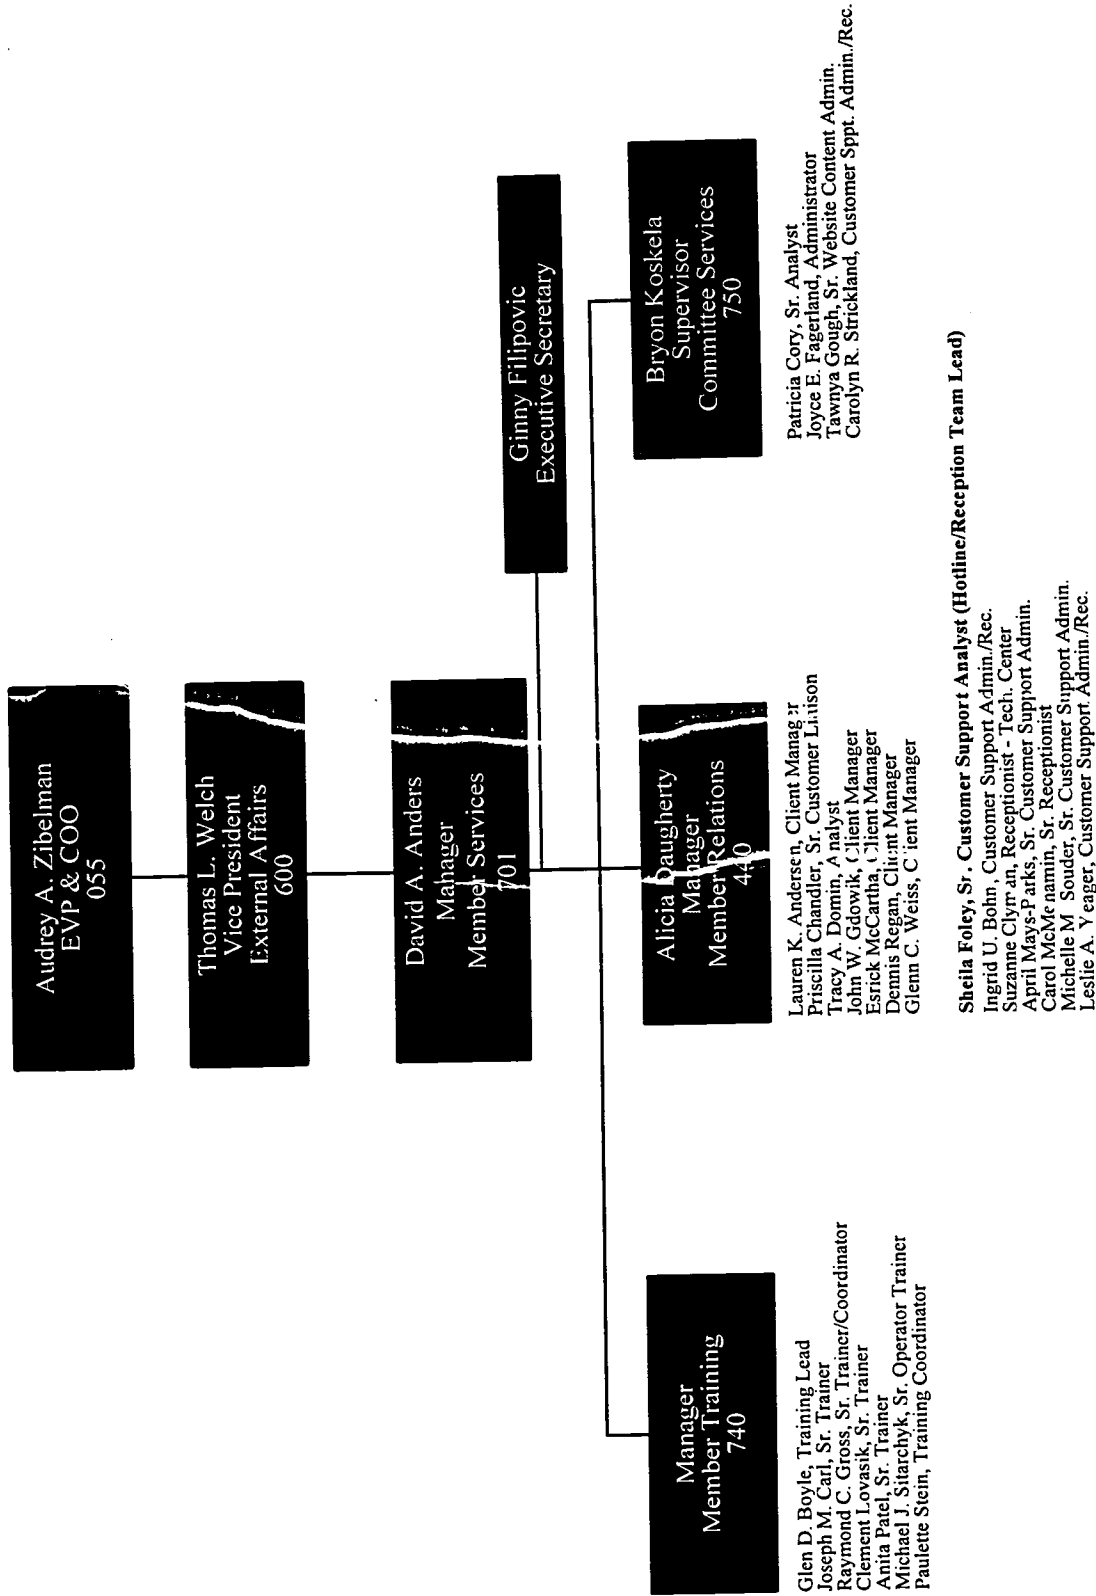 Audrey A. Zibelman
EVP & COO
055
Thomas L. Welch
Vice President
External Affairs
600
David A. Anders
Manager
Member Services
701
Ginny Filipovic
Executive Secretary
Manager
Member Training
740
Glen D. Boyle, Training Lead
Joseph M. Carl, Sr. Trainer
Raymond C. Gross, Sr. Trainer/Coordinator
Clement Lovasik, Sr. Trainer
Anita Patel, Sr. Trainer
Michael J. Sitarchyk, Sr. Operator Trainer
Paulette Stein, Training Coordinator
Alicia Daugherty
Manager
Member Relations
440
Lauren K. Andersen, Client Manager
Priscilla Chandler, Sr. Customer Liaison
Tracy A. Domin, Analyst
John W. Gdowik, Client Manager
Esrick McCartha, Client Manager
Dennis Regan, Client Manager
Glenn C. Weiss, Client Manager
Sheila Foley, Sr. Customer Support Analyst (Hotline/Reception Team Lead)
Ingrid U. Bohn, Customer Support Admin./Rec.
Suzanne Clyman, Receptionist - Tech. Center
April Mays-Parks, Sr. Customer Support Admin.
Carol McMenamin, Sr. Receptionist
Michelle M Souder, Sr. Customer Support Admin.
Leslie A. Yeager, Customer Support Admin./Rec.
Bryon Koskela
Supervisor
Committee Services
750
Patricia Cory, Sr. Analyst
Joyce E. Fagerland, Administrator
Tawnya Gough, Sr. Website Content Admin.
Carolyn R. Strickland, Customer Sppt. Admin./Rec.